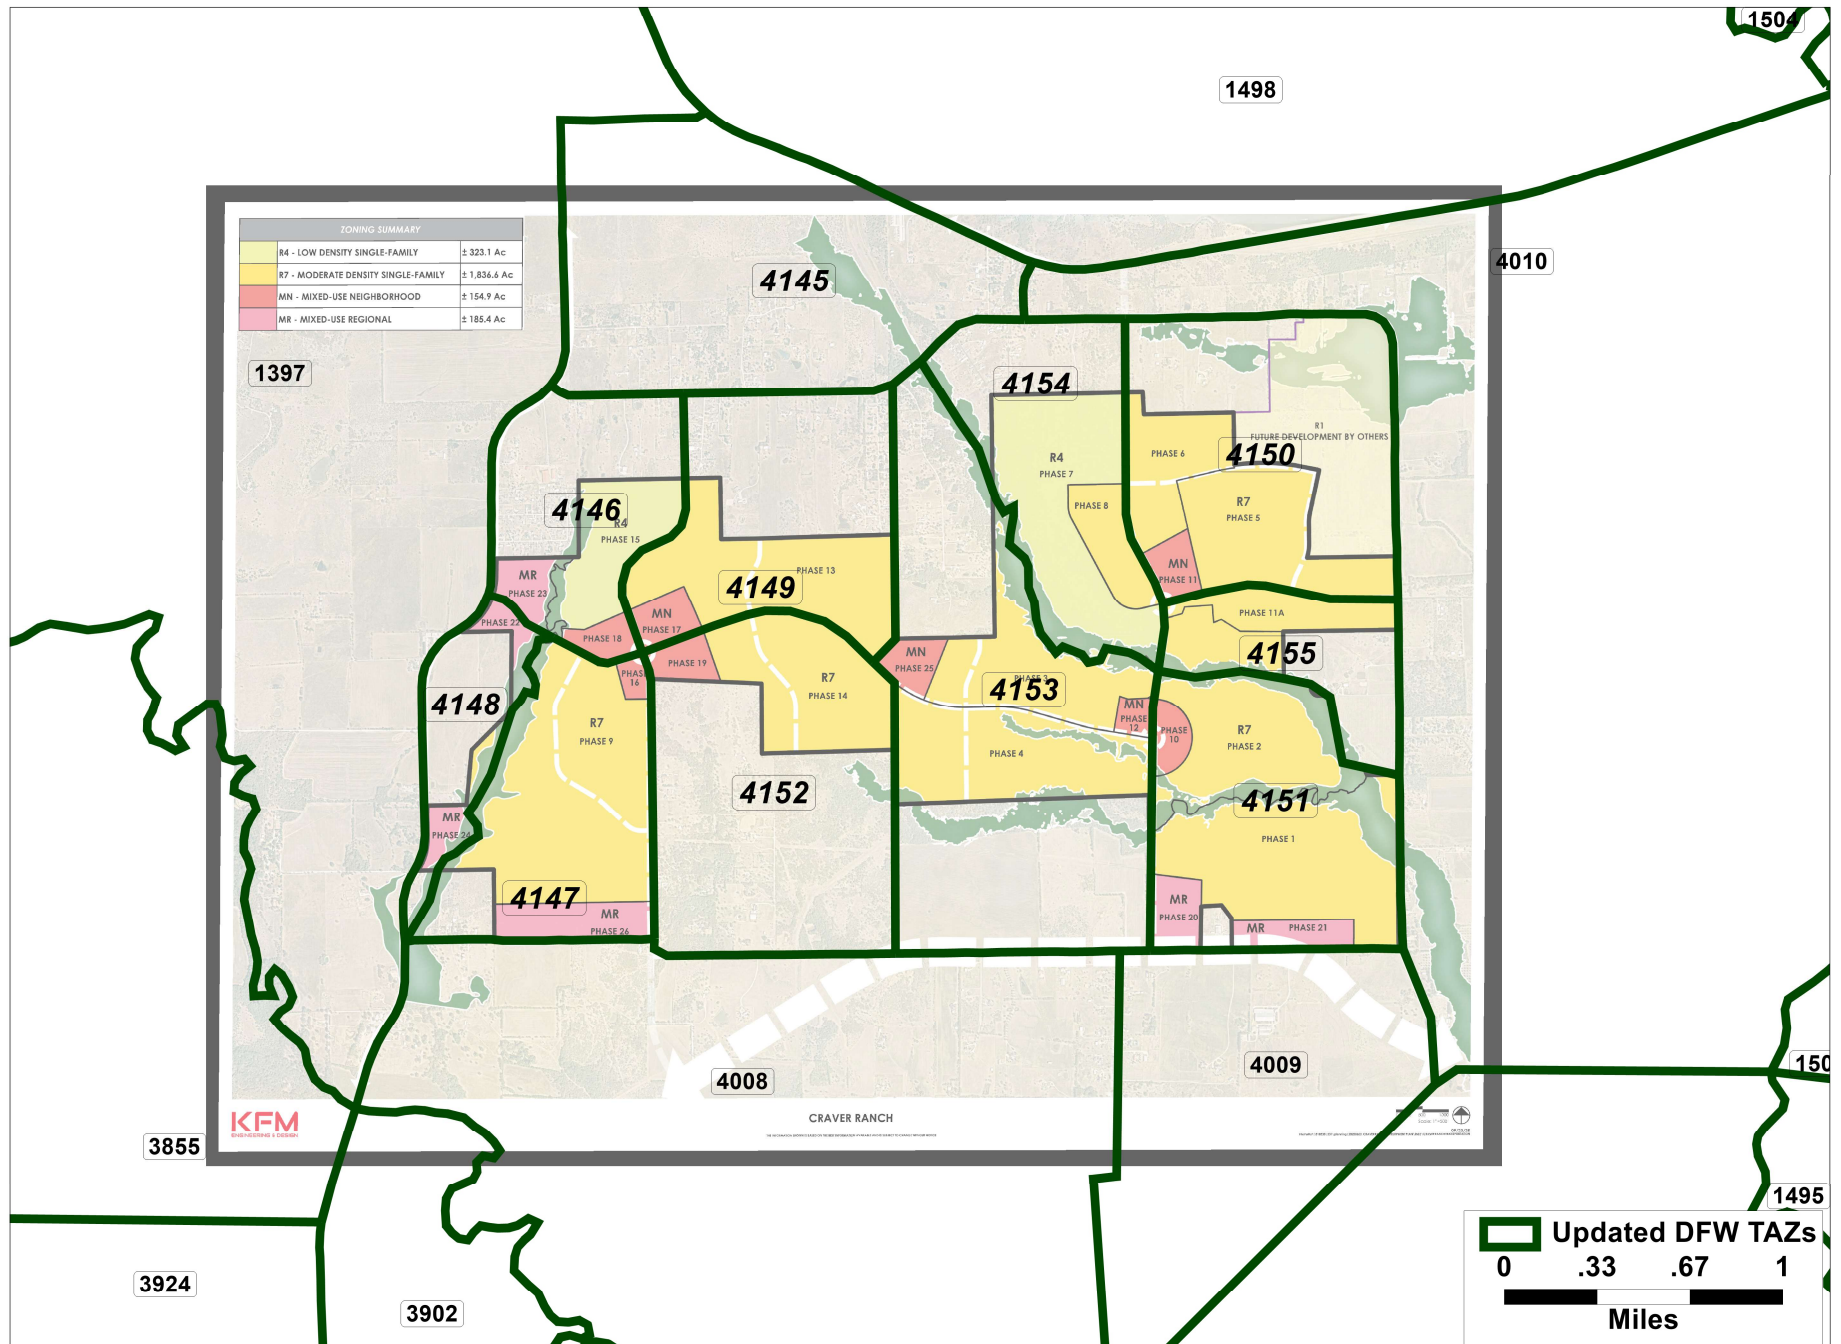 1504
1498
ZONING SUMMARY
R4 - LOW DENSITY SINGLE-FAMILY ± 323.1 Ac
R7 - MODERATE DENSITY SINGLE-FAMILY ± 1,836.6 Ac
MN - MIXED-USE NEIGHBORHOOD ± 154.9 Ac
MR - MIXED-USE REGIONAL ± 185.4 Ac
4145
4010
1397
4154
R1
FUTURE DEVELOPMENT BY OTHERS
4150
R4
PHASE 7
PHASE 6
PHASE 8
R7
PHASE 5
4146
R4
PHASE 15
MN
PHASE 11
MR
PHASE 23
PHASE 22
4149
PHASE 13
MN
PHASE 17
PHASE 18
PHASE 19
PHASE
16
PHASE 11A
4155
MN
PHASE 25
R7
PHASE 14
PHASE 3
4153
4148
R7
PHASE 9
MN
PHASE
12
PHASE
10
R7
PHASE 2
PHASE 4
4152
4151
MR
PHASE 24
PHASE 1
4147
MR
PHASE 26
MR
PHASE 20
MR PHASE 21
4008
4009
150
KFM
ENGINEERING & DESIGN
CRAVER RANCH
3855
1495
3924
3902
Updated DFW TAZs
0 .33 .67 1
Miles